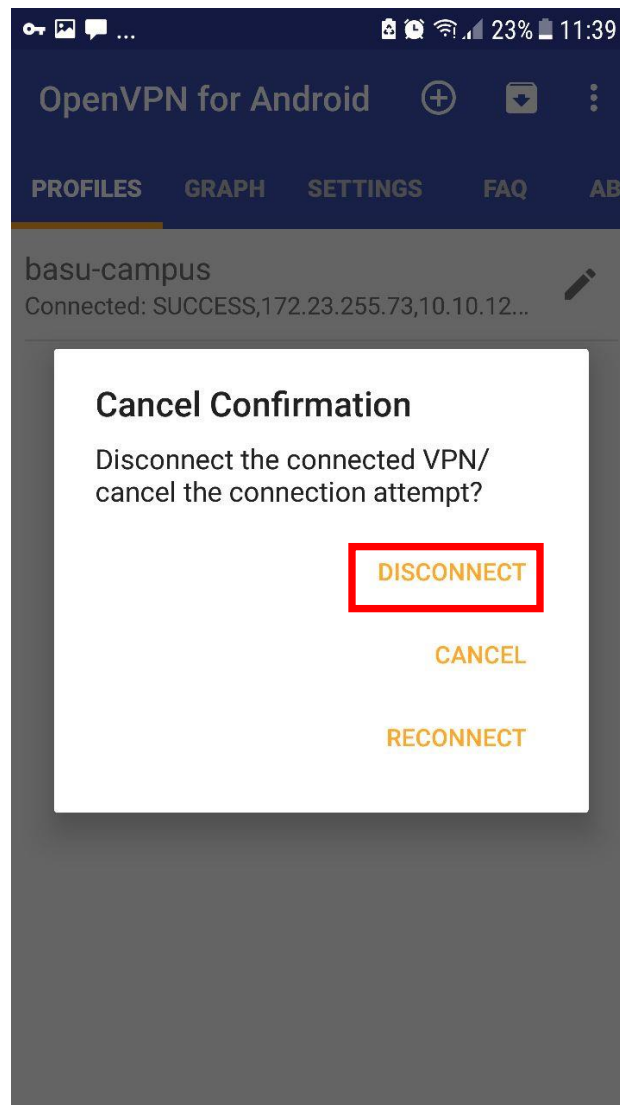 ... 23% 11:39
OpenVPN for Android
PROFILES GRAPH SETTINGS FAQ AB
basu-campus
Connected: SUCCESS,172.23.255.73,10.10.12...
Cancel Confirmation
Disconnect the connected VPN/
cancel the connection attempt?
DISCONNECT
CANCEL
RECONNECT